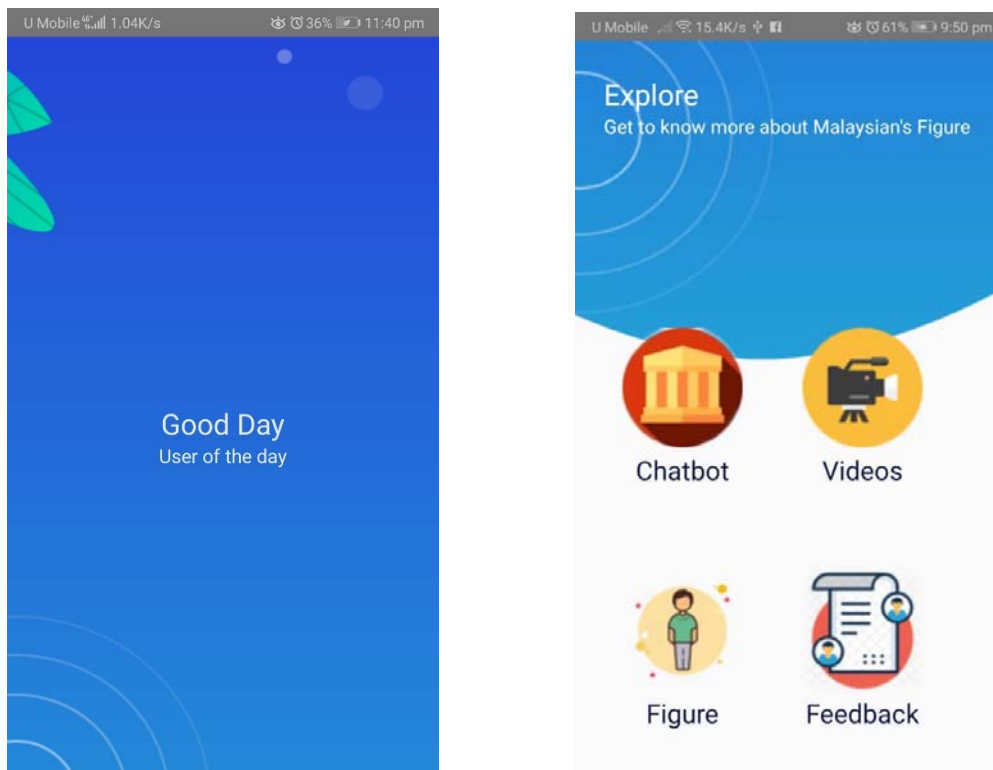 U Mobile 1.04K/s 36% 11:40 pm
Good Day
User of the day
U Mobile 15.4K/s 61% 9:50 pm
Explore
Get to know more about Malaysian's Figure
Chatbot Videos
Figure Feedback